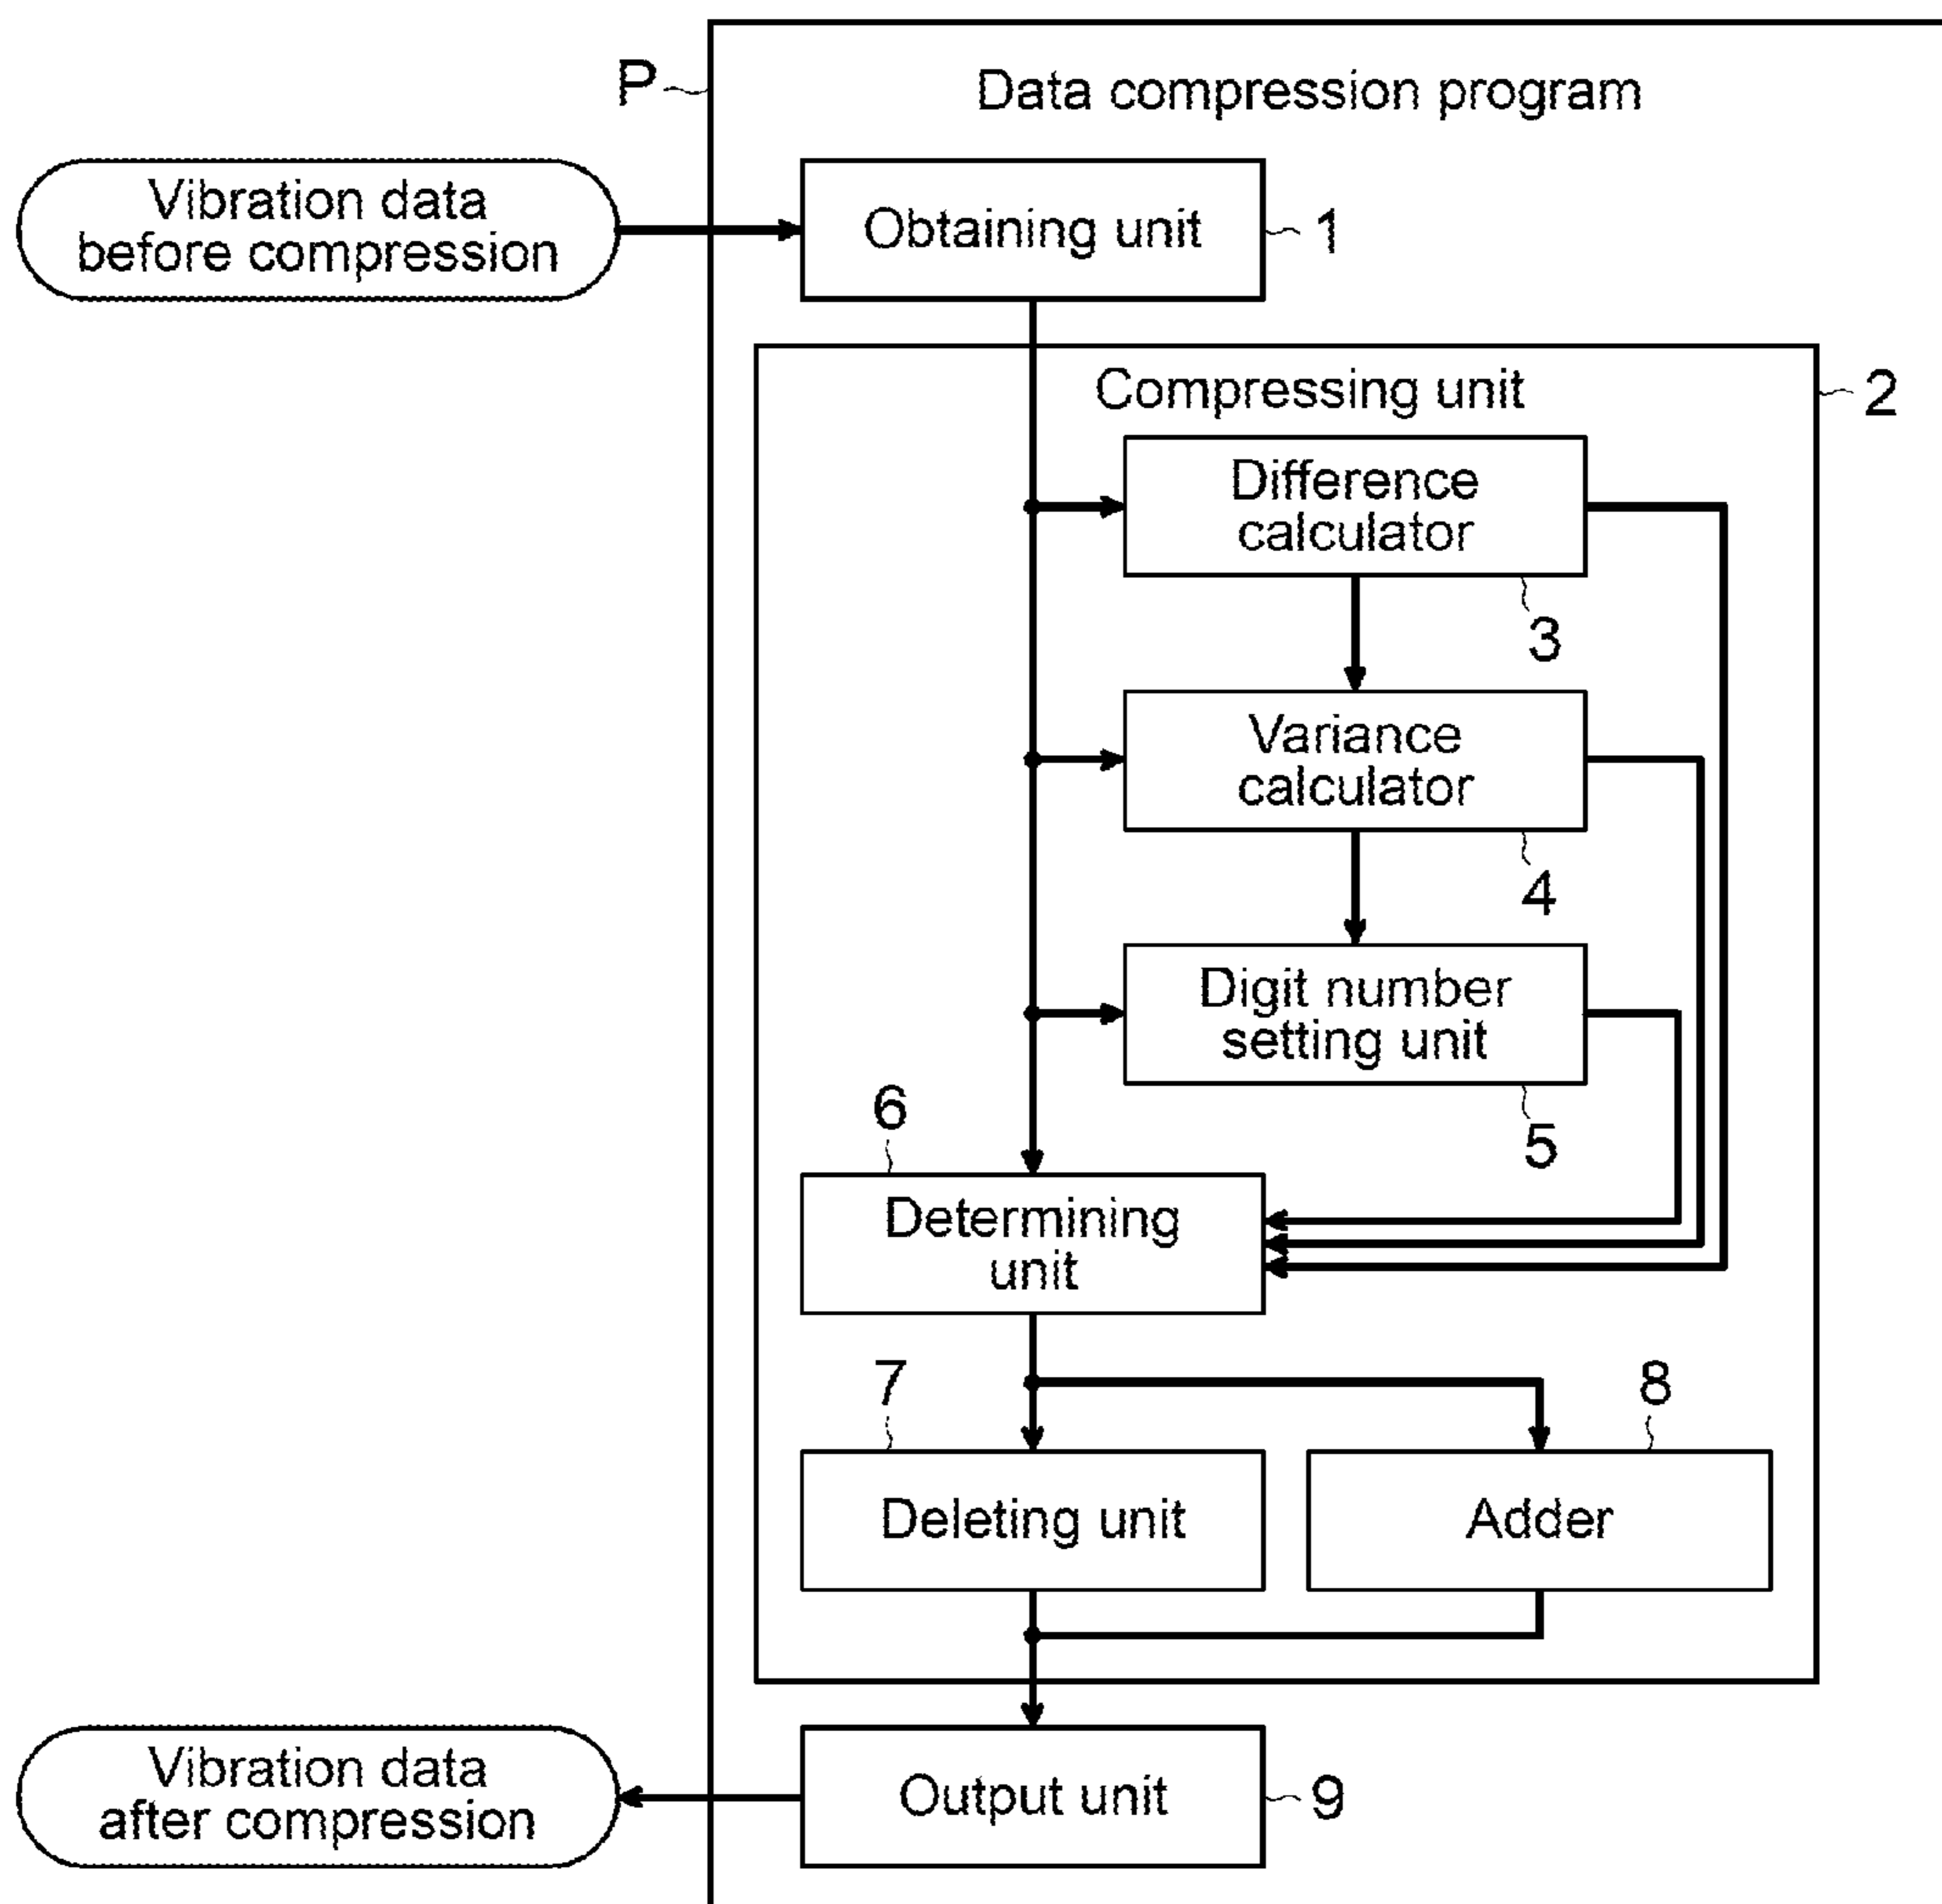 P
Data compression program
Vibration data
before compression
Obtaining unit
1
Compressing unit
2
Difference
calculator
3
Variance
calculator
4
Digit number
setting unit
5
6
Determining
unit
7
8
Deleting unit
Adder
Vibration data
after compression
Output unit
9